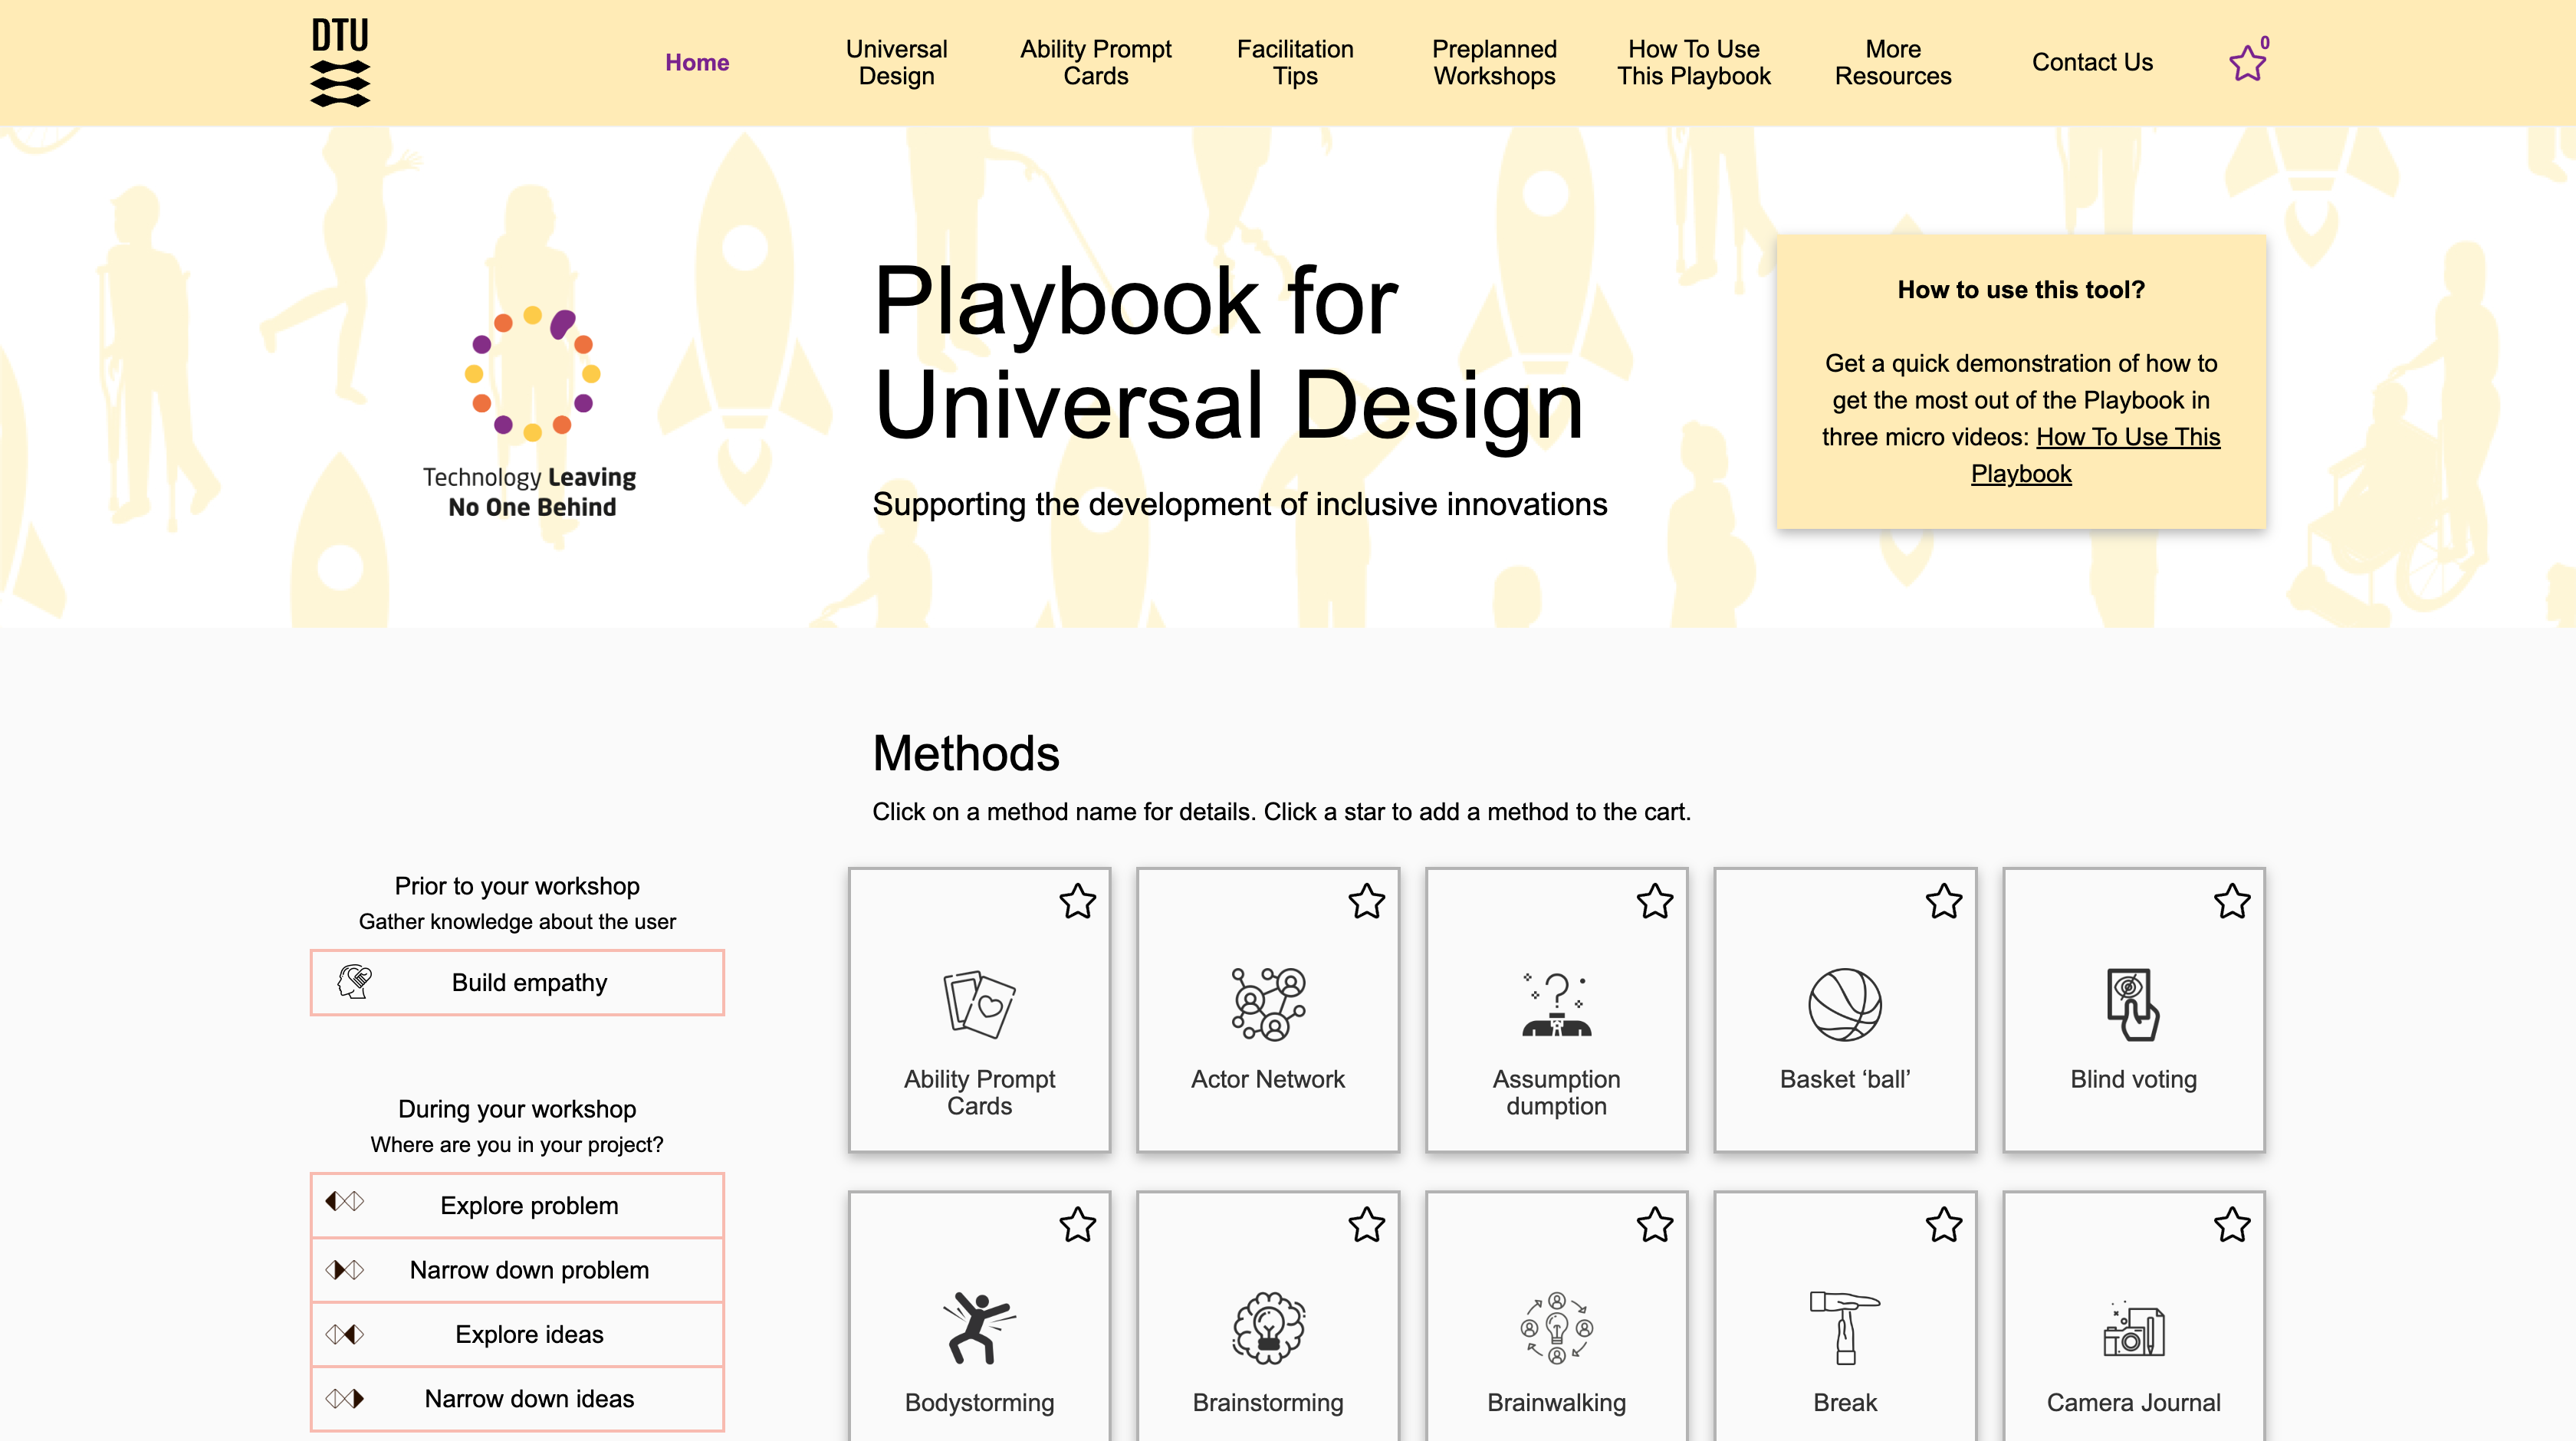 DTU
Home
Universal
Design
Ability Prompt
Cards
Facilitation
Tips
Preplanned
Workshops
How To Use
This Playbook
More
Resources
Contact Us
0
Technology Leaving
No One Behind
Playbook for
Universal Design
Supporting the development of inclusive innovations
How to use this tool?
Get a quick demonstration of how to
get the most out of the Playbook in
three micro videos: How To Use This
Playbook
Methods
Click on a method name for details. Click a star to add a method to the cart.
Prior to your workshop
Gather knowledge about the user
Build empathy
During your workshop
Where are you in your project?
Explore problem
Narrow down problem
Explore ideas
Narrow down ideas
Ability Prompt
Cards
Actor Network
Assumption
dumption
Basket ‘ball’
Blind voting
Bodystorming
Brainstorming
Brainwalking
Break
Camera Journal